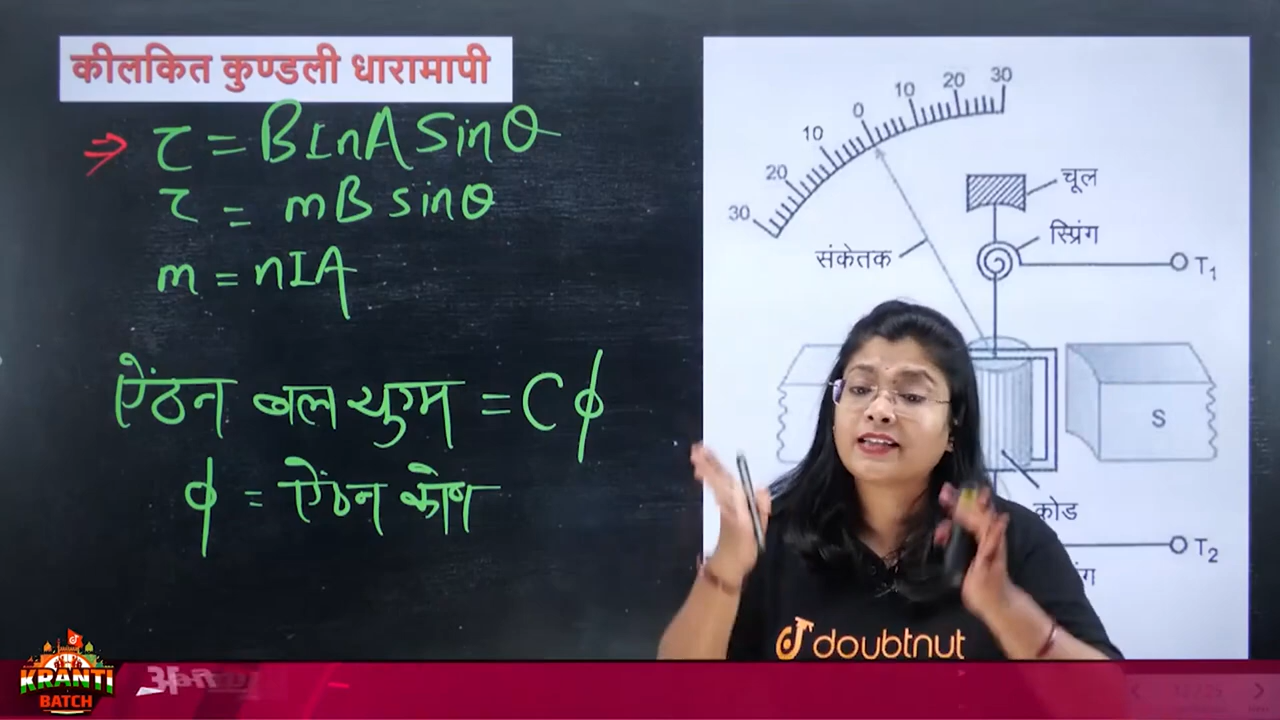 कीलकित कुण्डली धारामापी
⇒ τ = BInA Sinθ
τ = mB sinθ
m = nIA
ऐंठन बल युग्म = Cϕ
ϕ = ऐंठन कोण
30 20 10 0 10 20 30
चूल
स्प्रिंग
संकेतक
T₁
S
कोड
T₂
ंग
doubtnut
KRANTI
BATCH